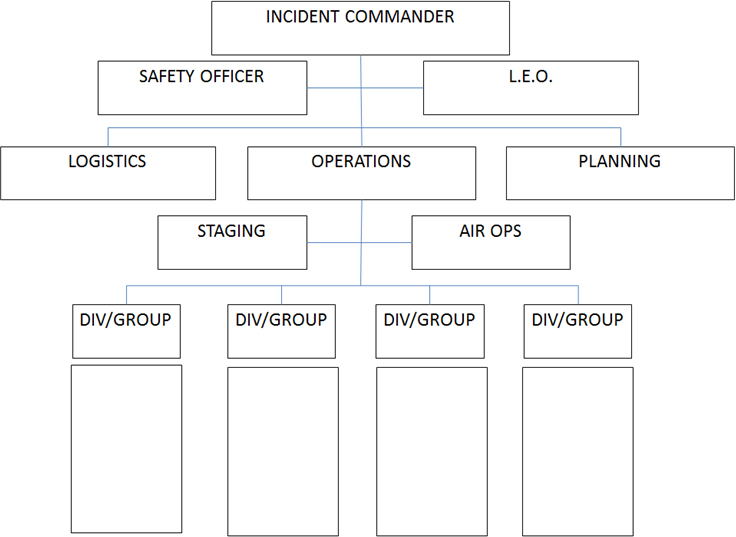 INCIDENT COMMANDER
SAFETY OFFICER
L.E.O.
LOGISTICS
OPERATIONS
PLANNING
STAGING
AIR OPS
DIV/GROUP
DIV/GROUP
DIV/GROUP
DIV/GROUP